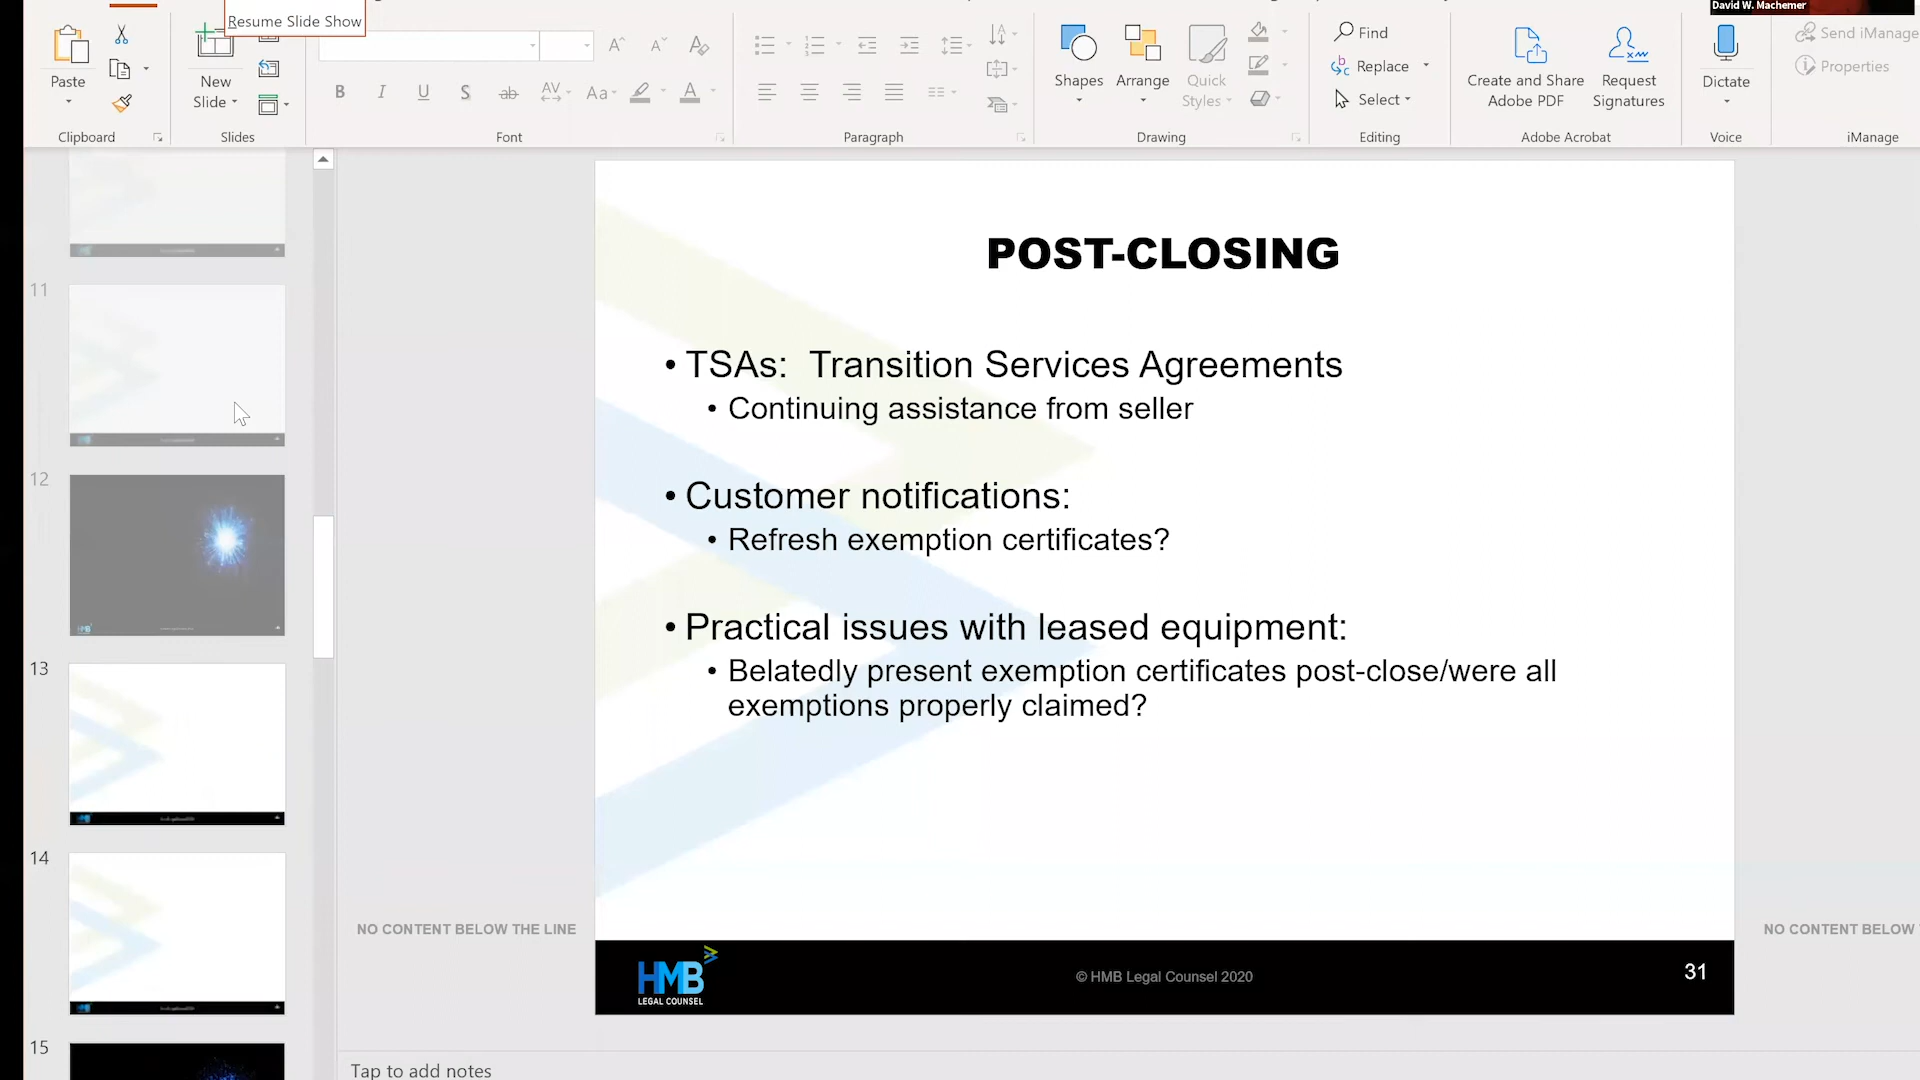 David W. Machemer
Resume Slide Show
Paste
New
Slide
Find
Replace
Select
Shapes
Arrange
Quick
Styles
Create and Share
Adobe PDF
Request
Signatures
Dictate
Send iManage
Properties
Clipboard
Slides
Font
Paragraph
Drawing
Editing
Adobe Acrobat
Voice
iManage
11
12
13
14
15
POST-CLOSING
• TSAs: Transition Services Agreements
• Continuing assistance from seller
• Customer notifications:
• Refresh exemption certificates?
• Practical issues with leased equipment:
• Belatedly present exemption certificates post-close/were all
exemptions properly claimed?
NO CONTENT BELOW THE LINE
NO CONTENT BELOW
HMB
LEGAL COUNSEL
© HMB Legal Counsel 2020
31
Tap to add notes